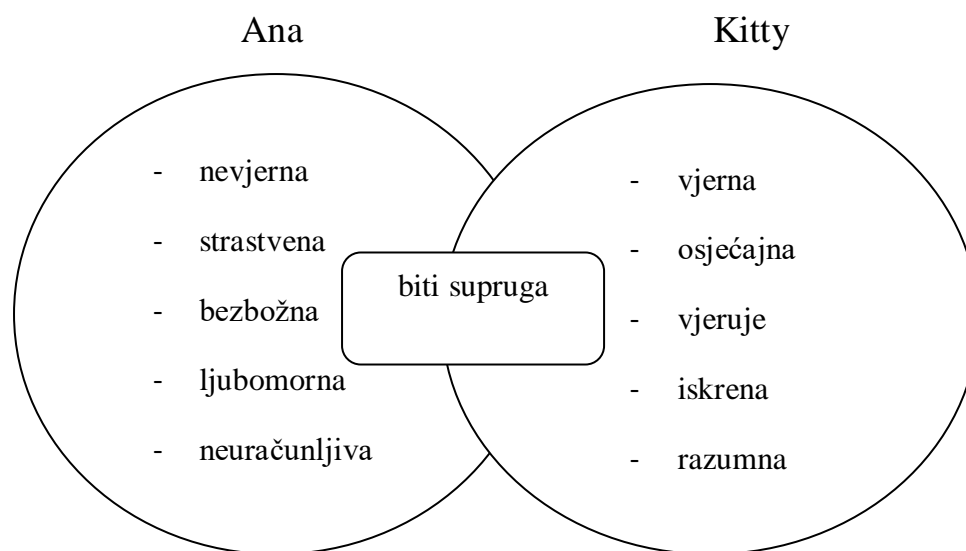 Ana
Kitty
- nevjerna
- strastvena
- bezbožna
- ljubomorna
- neuračunljiva
biti supruga
- vjerna
- osjećajna
- vjeruje
- iskrena
- razumna